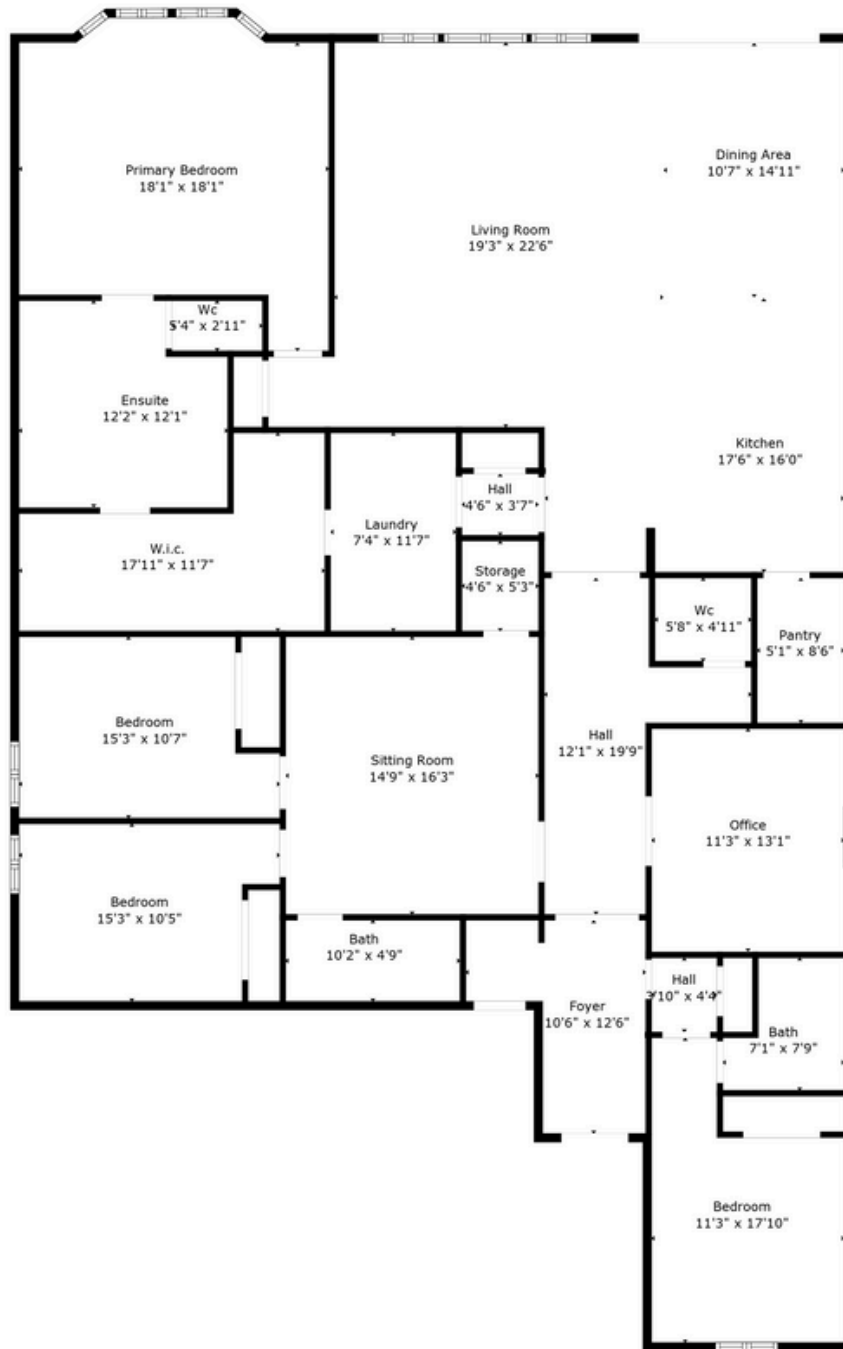 Primary Bedroom
18'1" x 18'1"
Dining Area
10'7" x 14'11"
Living Room
19'3" x 22'6"
Wc
5'4" x 2'11"
Ensuite
12'2" x 12'1"
Kitchen
17'6" x 16'0"
Hall
4'6" x 3'7"
Laundry
7'4" x 11'7"
W.i.c.
17'11" x 11'7"
Storage
4'6" x 5'3"
Wc
5'8" x 4'11"
Pantry
5'1" x 8'6"
Bedroom
15'3" x 10'7"
Hall
12'1" x 19'9"
Sitting Room
14'9" x 16'3"
Office
11'3" x 13'1"
Bedroom
15'3" x 10'5"
Bath
10'2" x 4'9"
Hall
3'10" x 4'4"
Foyer
10'6" x 12'6"
Bath
7'1" x 7'9"
Bedroom
11'3" x 17'10"